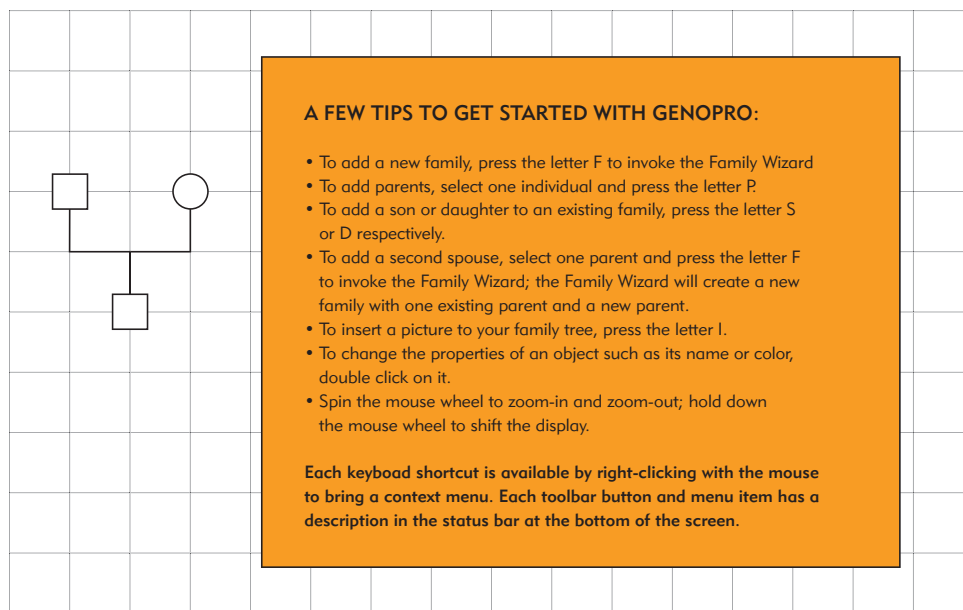 A FEW TIPS TO GET STARTED WITH GENOPRO:
• To add a new family, press the letter F to invoke the Family Wizard
• To add parents, select one individual and press the letter P.
• To add a son or daughter to an existing family, press the letter S
or D respectively.
• To add a second spouse, select one parent and press the letter F
to invoke the Family Wizard; the Family Wizard will create a new
family with one existing parent and a new parent.
• To insert a picture to your family tree, press the letter I.
• To change the properties of an object such as its name or color,
double click on it.
• Spin the mouse wheel to zoom-in and zoom-out; hold down
the mouse wheel to shift the display.
Each keyboad shortcut is available by right-clicking with the mouse
to bring a context menu. Each toolbar button and menu item has a
description in the status bar at the bottom of the screen.